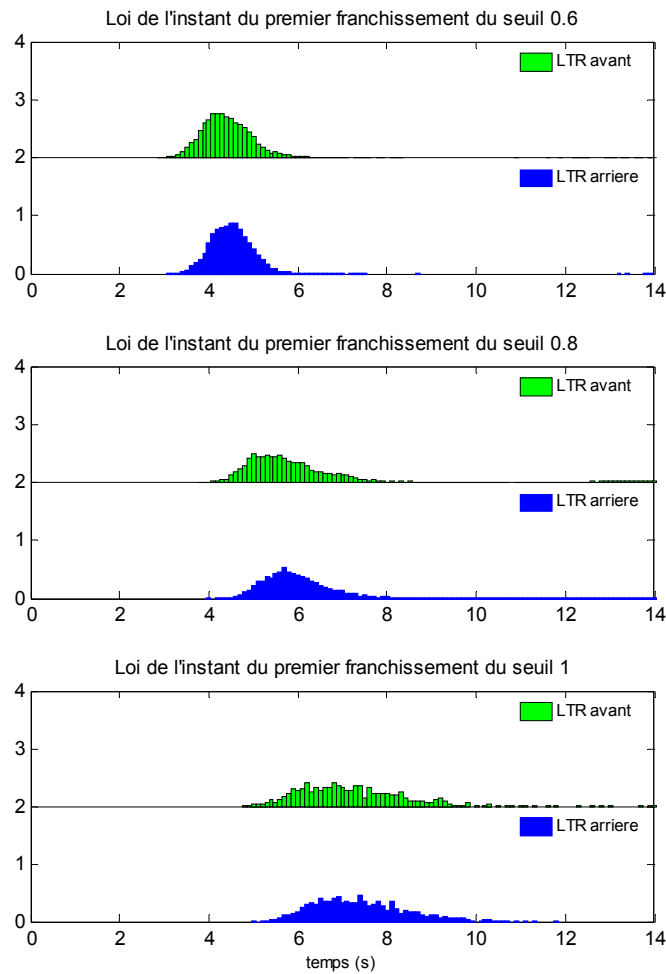 Loi de l'instant du premier franchissement du seuil 0.6
4
LTR avant
3
2
LTR arriere
1
0
0 2 4 6 8 10 12 14
Loi de l'instant du premier franchissement du seuil 0.8
4
LTR avant
3
2
LTR arriere
1
0
0 2 4 6 8 10 12 14
Loi de l'instant du premier franchissement du seuil 1
4
LTR avant
3
2
LTR arriere
1
0
0 2 4 6 8 10 12 14
temps (s)